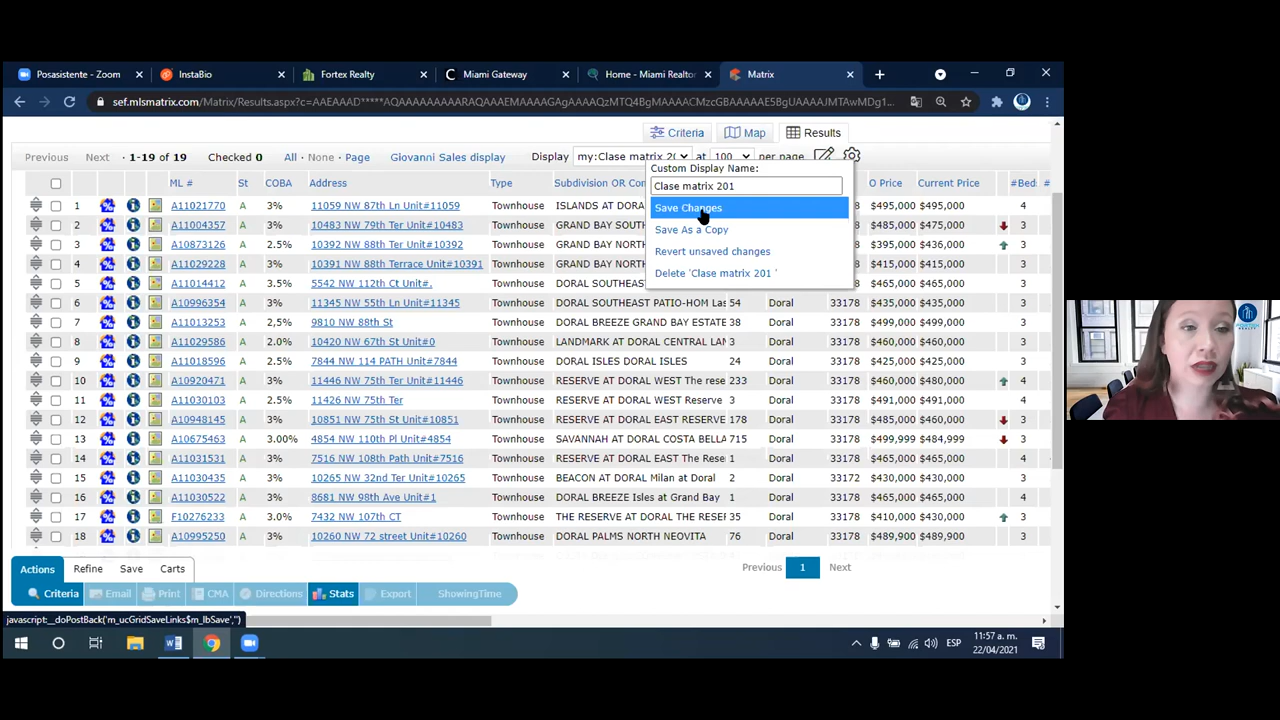 Posasistente - Zoom InstaBio Fortex Realty Miami Gateway Home - Miami Realtor Matrix
sef.mlsmatrix.com/Matrix/Results.aspx?c=AAEAAAD*****AQAAAAAAAAARAQAAAEMAAAAGAgAAAAQzMTQ4BgMAAAACMzcGBAAAAAE5BgUAAAAJMTAwMDg1...
Criteria Map Results
Previous Next · 1-19 of 19 Checked 0 All · None · Page Giovanni Sales display Display my:Clase matrix 20 at 100 per page
Custom Display Name:
Clase matrix 201
Save Changes
Save As a Copy
Revert unsaved changes
Delete 'Clase matrix 201 '
ML # St COBA Address Type Subdivision OR Con O Price Current Price #Bed: #
1 A11021770 A 3% 11059 NW 87th Ln Unit#11059 Townhouse ISLANDS AT DORA $495,000 $475,000 4
2 A11004357 A 3% 10483 NW 79th Ter Unit#10483 Townhouse GRAND BAY SOUTH $485,000 $465,000 3
3 A10873126 A 2.5% 10392 NW 88th Ter Unit#10392 Townhouse GRAND BAY NORTH $395,000 $436,000 3
4 A11029228 A 3% 10391 NW 88th Terrace Unit#10391 Townhouse GRAND BAY NORTH $463,000 $463,000 3
5 A11014412 A 3.5% 5542 NW 112th Ct Unit#. Townhouse DORAL SOUTHEAST $425,000 $425,000 3
6 A10996354 A 3% 11345 NW 55th Ln Unit#11345 Townhouse DORAL SOUTHEAST PATIO-HOM Las 54 Doral 33178 $435,000 $435,000 3
7 A11013253 A 2,5% 9810 NW 88th St Townhouse DORAL BREEZE GRAND BAY ESTATE 38 Doral 33178 $499,000 $499,000 3
8 A11029586 A 2.0% 10420 NW 67th St Unit#0 Townhouse LANDMARK AT DORAL CENTRAL LAN 4 Doral 33178 $468,000 $468,000 3
9 A11018596 A 2.5% 7844 NW 114 PATH Unit#7844 Townhouse DORAL ISLES DORAL ISLES 24 Doral 33178 $425,000 $425,000 3
10 A10920471 A 3% 11446 NW 75th Ter Unit#11446 Townhouse RESERVE AT DORAL WEST The rese 233 Doral 33178 $460,000 $480,000 4
11 A11030103 A 2.5% 11426 NW 75th Ter Townhouse RESERVE AT DORAL WEST Reserve 3 Doral 33178 $490,000 $490,000 4
12 A10948145 A 3% 10851 NW 75th St Unit#10851 Townhouse RESERVE AT DORAL EAST RESERVE 178 Doral 33178 $469,000 $460,000 3
13 A10675463 A 3.00% 4854 NW 110th Pl Unit#4854 Townhouse SAVANNAH AT DORAL COSTA BELLA 715 Doral 33178 $499,999 $484,999 3
14 A11031531 A 3% 7516 NW 108th Path Unit#7516 Townhouse RESERVE AT DORAL EAST The Reser 1 Doral 33178 $458,000 $458,000 4
15 A11030435 A 3% 10265 NW 32nd Ter Unit#10265 Townhouse BEACON AT DORAL Milan at Doral 2 Doral 33172 $430,000 $430,000 3
16 A11030522 A 3% 8681 NW 98th Ave Unit#1 Townhouse DORAL BREEZE Isles at Grand Bay 1 Doral 33178 $465,000 $465,000 4
17 F10276233 A 3.0% 7432 NW 107th CT Townhouse THE RESERVE AT DORAL THE RESER 57 Doral 33178 $410,000 $430,000 3
18 A10995250 A 3% 10260 NW 72 street Unit#10260 Townhouse DORAL PALMS NORTH NEOVITA 76 Doral 33178 $489,900 $489,900 3
Actions Refine Save Carts Previous 1 Next
Criteria Email Print CMA Directions Stats Export ShowingTime
javascript:__doPostBack('m_ucGridSaveLinks$m_lbSave','')
ESP 11:57 a. m.
22/04/2021